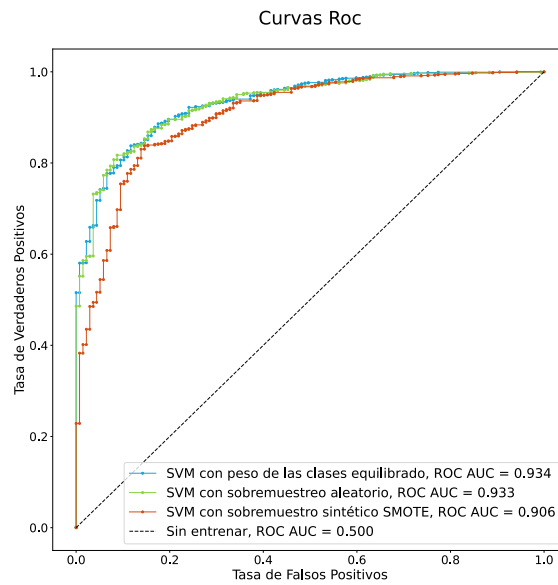 Curvas Roc
Tasa de Verdaderos Positivos
1.0
0.8
0.6
0.4
0.2
0.0
SVM con peso de las clases equilibrado, ROC AUC = 0.934
SVM con sobremuestreo aleatorio, ROC AUC = 0.933
SVM con sobremuestro sintético SMOTE, ROC AUC = 0.906
Sin entrenar, ROC AUC = 0.500
0.0 0.2 0.4 0.6 0.8 1.0
Tasa de Falsos Positivos